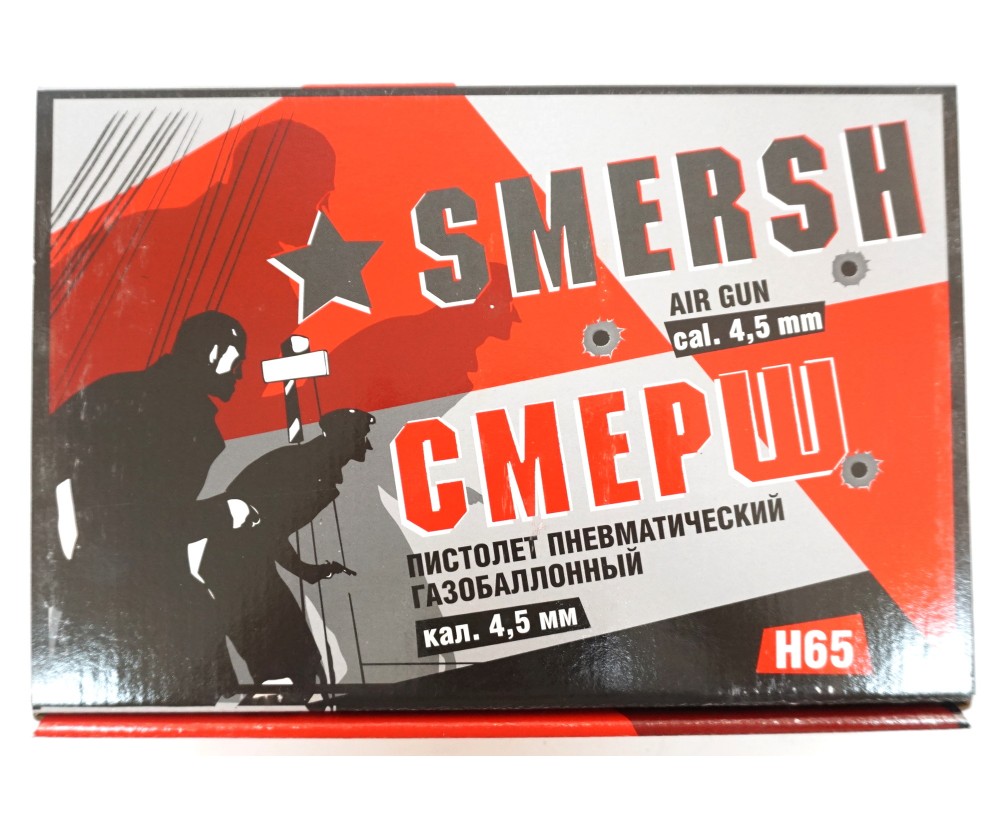 SMERSH
AIR GUN
cal. 4,5 mm
СМЕРШ
ПИСТОЛЕТ ПНЕВМАТИЧЕСКИЙ
ГАЗОБАЛЛОННЫЙ
кал. 4,5 мм
H65